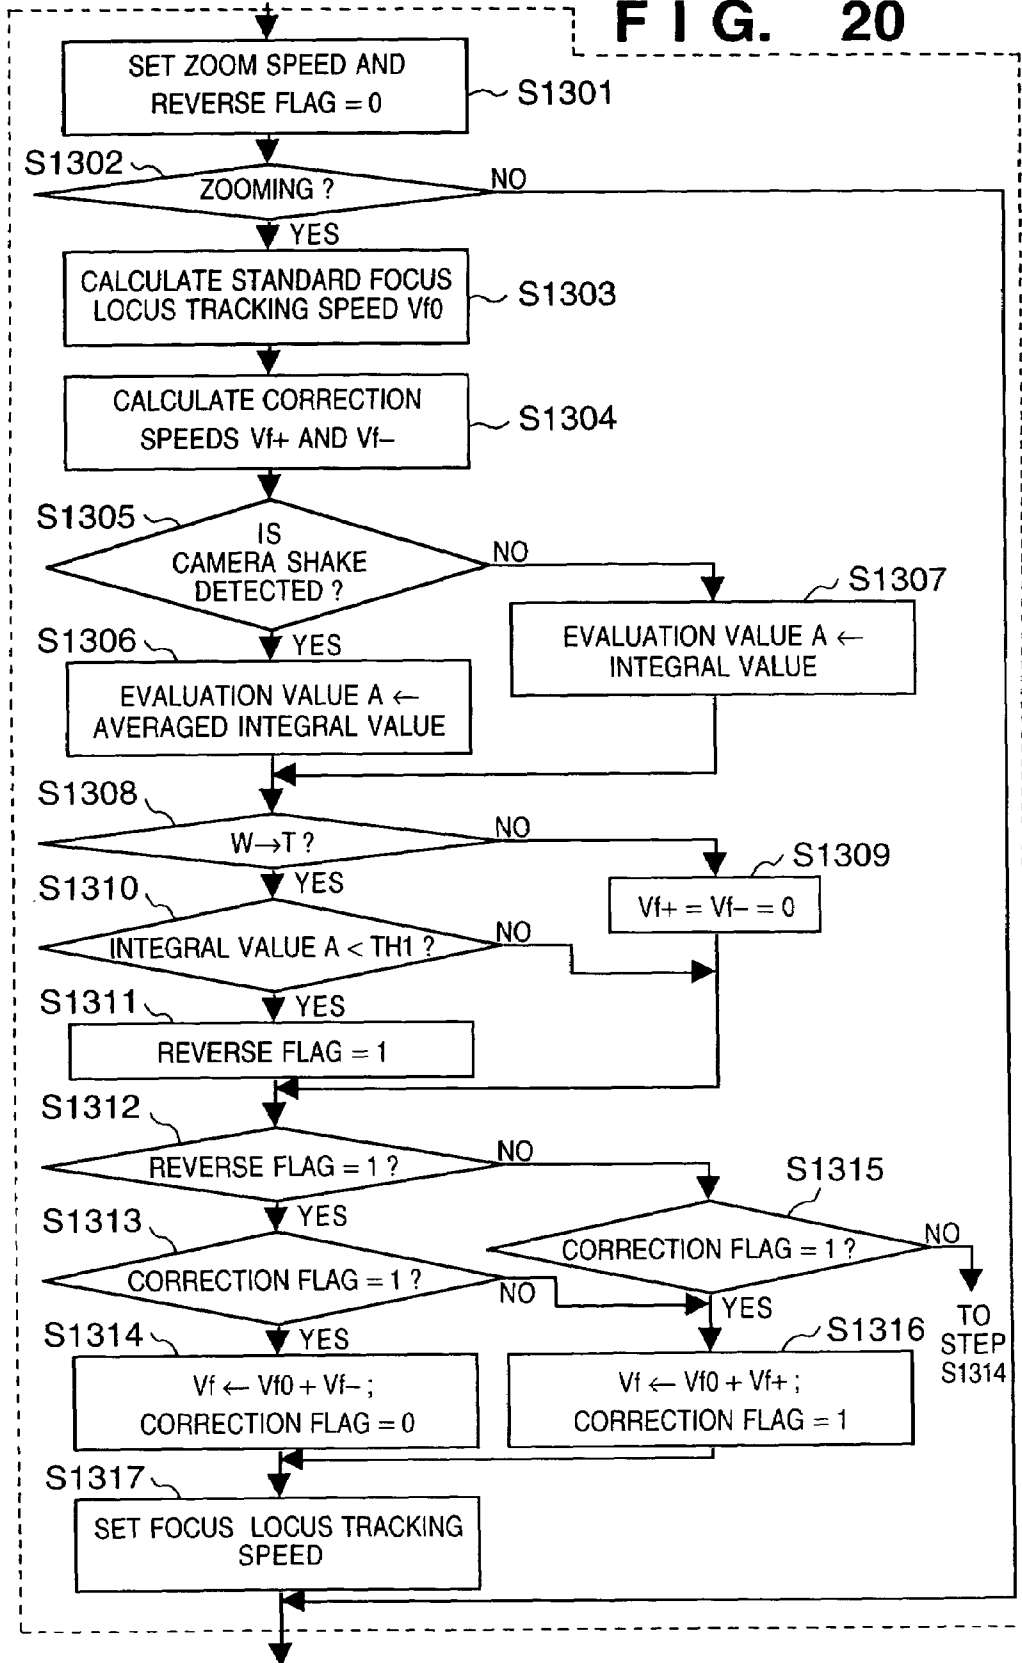 FIG. 20
SET ZOOM SPEED AND
REVERSE FLAG = 0
S1301
S1302
ZOOMING ?
NO
YES
CALCULATE STANDARD FOCUS
LOCUS TRACKING SPEED Vf0
S1303
CALCULATE CORRECTION
SPEEDS Vf+ AND Vf−
S1304
S1305
IS
CAMERA SHAKE
DETECTED ?
NO
YES
S1307
EVALUATION VALUE A ←
INTEGRAL VALUE
S1306
EVALUATION VALUE A ←
AVERAGED INTEGRAL VALUE
S1308
W→T ?
NO
YES
S1309
Vf+ = Vf− = 0
S1310
INTEGRAL VALUE A < TH1 ?
NO
YES
S1311
REVERSE FLAG = 1
S1312
REVERSE FLAG = 1 ?
NO
YES
S1315
CORRECTION FLAG = 1 ?
NO
YES
TO
STEP
S1314
S1313
CORRECTION FLAG = 1 ?
NO
YES
S1314
Vf ← Vf0 + Vf− ;
CORRECTION FLAG = 0
S1316
Vf ← Vf0 + Vf+ ;
CORRECTION FLAG = 1
S1317
SET FOCUS LOCUS TRACKING
SPEED